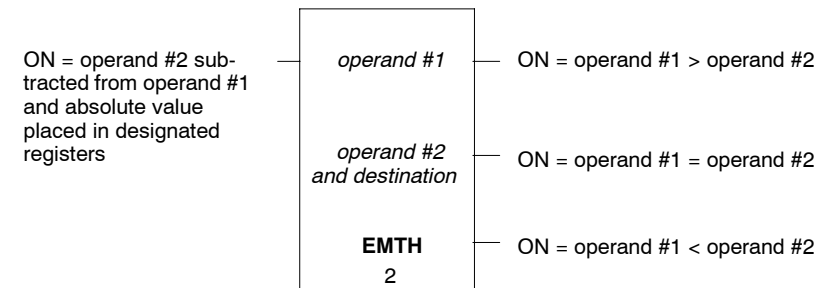 ON = operand #2 sub-
tracted from operand #1
and absolute value
placed in designated
registers
operand #1
operand #2
and destination
EMTH
2
ON = operand #1 > operand #2
ON = operand #1 = operand #2
ON = operand #1 < operand #2